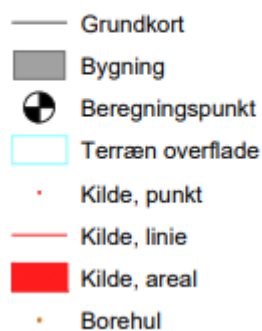 Grundkort
Bygning
Beregningspunkt
Terræn overflade
Kilde, punkt
Kilde, linie
Kilde, areal
Borehul